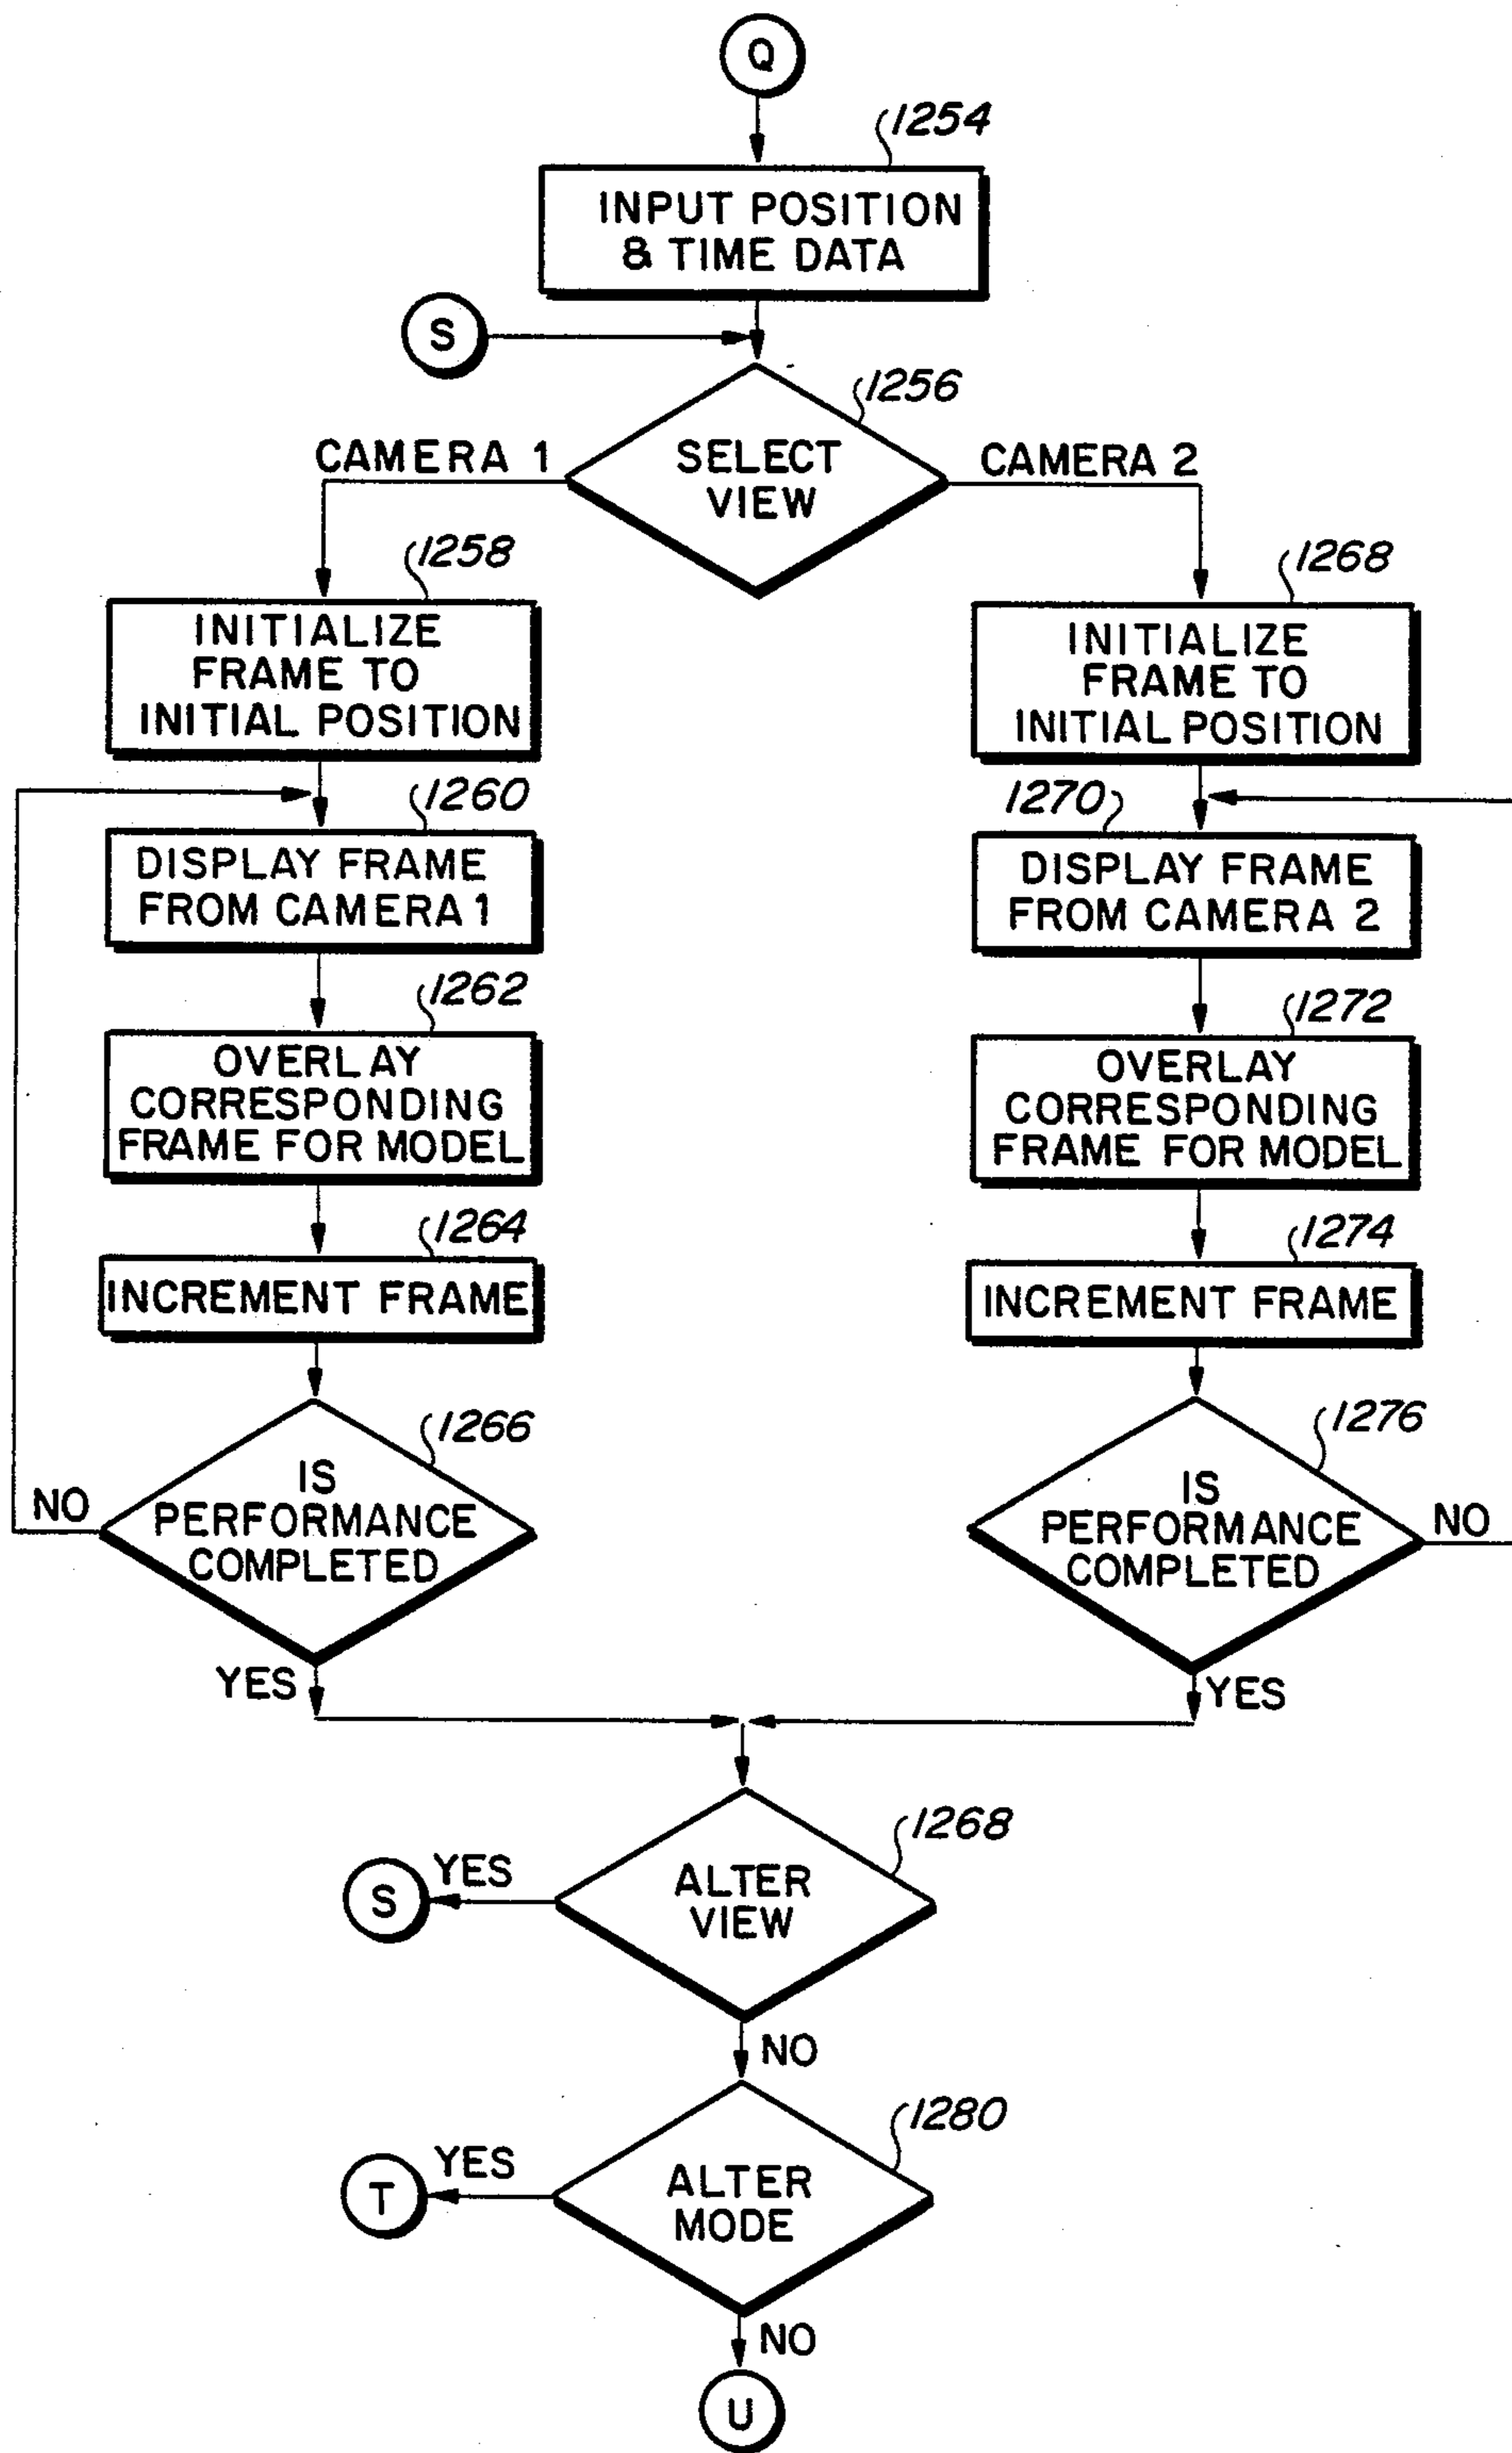 Q
1254
INPUT POSITION
& TIME DATA
S
1256
SELECT
VIEW
CAMERA 1
CAMERA 2
1258
INITIALIZE
FRAME TO
INITIAL POSITION
1260
DISPLAY FRAME
FROM CAMERA 1
1262
OVERLAY
CORRESPONDING
FRAME FOR MODEL
1264
INCREMENT FRAME
1266
IS
PERFORMANCE
COMPLETED
NO
YES
1268
INITIALIZE
FRAME TO
INITIAL POSITION
1270
DISPLAY FRAME
FROM CAMERA 2
1272
OVERLAY
CORRESPONDING
FRAME FOR MODEL
1274
INCREMENT FRAME
1276
IS
PERFORMANCE
COMPLETED
NO
YES
1268
ALTER
VIEW
YES
S
NO
1280
ALTER
MODE
YES
T
NO
U